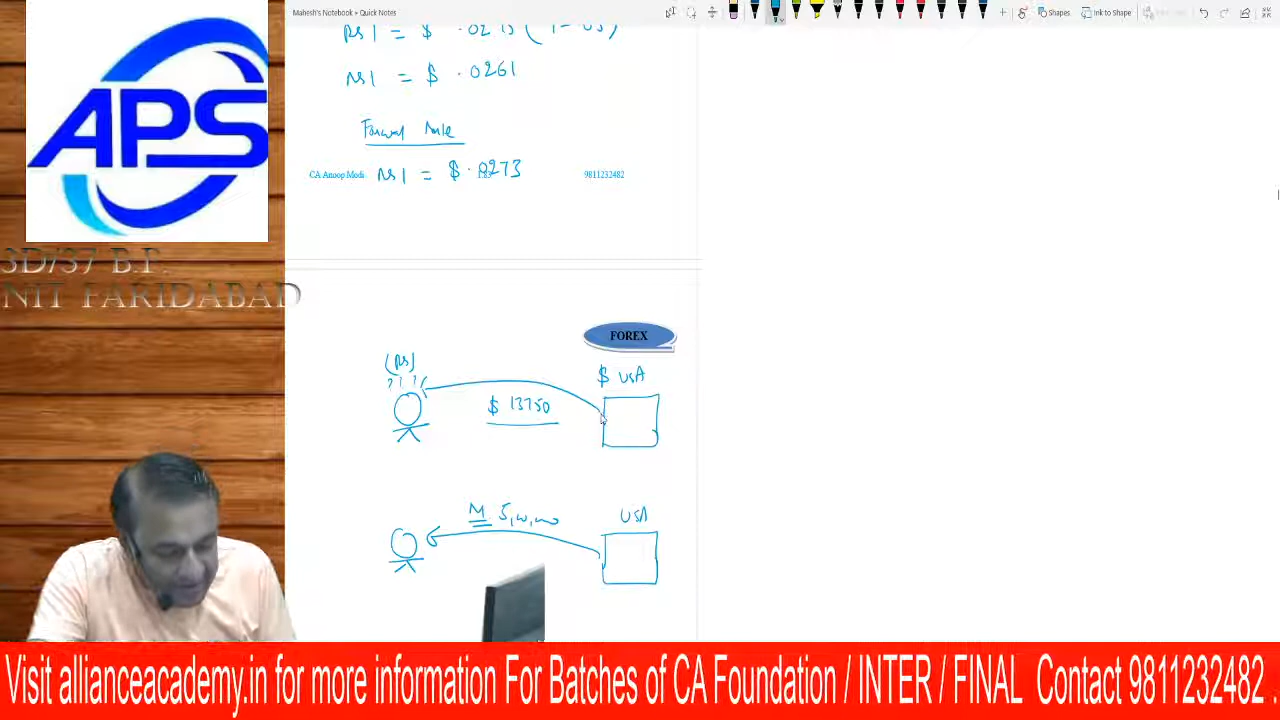 Mahesh's Notebook » Quick Notes
Shapes
Ink to Shape
APS
3D/37 B.P.
NIT FARIDABAD
Rs 1 = $ .0261
Forward Rate
CA Anoop Modi
Rs 1 = $ .0273
9811232482
FOREX
(Rs)
$ USA
? ! ?
$ 13750
USA
Visit allianceacademy.in for more information For Batches of CA Foundation / INTER / FINAL Contact 9811232482 .